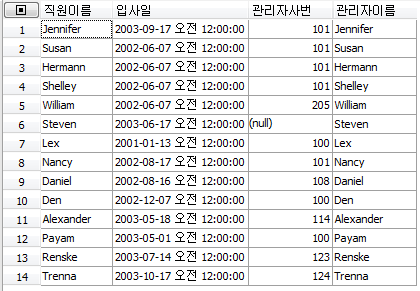 직원이름 입사일 관리자사번 관리자이름
1 Jennifer 2003-09-17 오전 12:00:00 101 Jennifer
2 Susan 2002-06-07 오전 12:00:00 101 Susan
3 Hermann 2002-06-07 오전 12:00:00 101 Hermann
4 Shelley 2002-06-07 오전 12:00:00 101 Shelley
5 William 2002-06-07 오전 12:00:00 205 William
6 Steven 2003-06-17 오전 12:00:00 (null) Steven
7 Lex 2001-01-13 오전 12:00:00 100 Lex
8 Nancy 2002-08-17 오전 12:00:00 101 Nancy
9 Daniel 2002-08-16 오전 12:00:00 108 Daniel
10 Den 2002-12-07 오전 12:00:00 100 Den
11 Alexander 2003-05-18 오전 12:00:00 114 Alexander
12 Payam 2003-05-01 오전 12:00:00 100 Payam
13 Renske 2003-07-14 오전 12:00:00 123 Renske
14 Trenna 2003-10-17 오전 12:00:00 124 Trenna